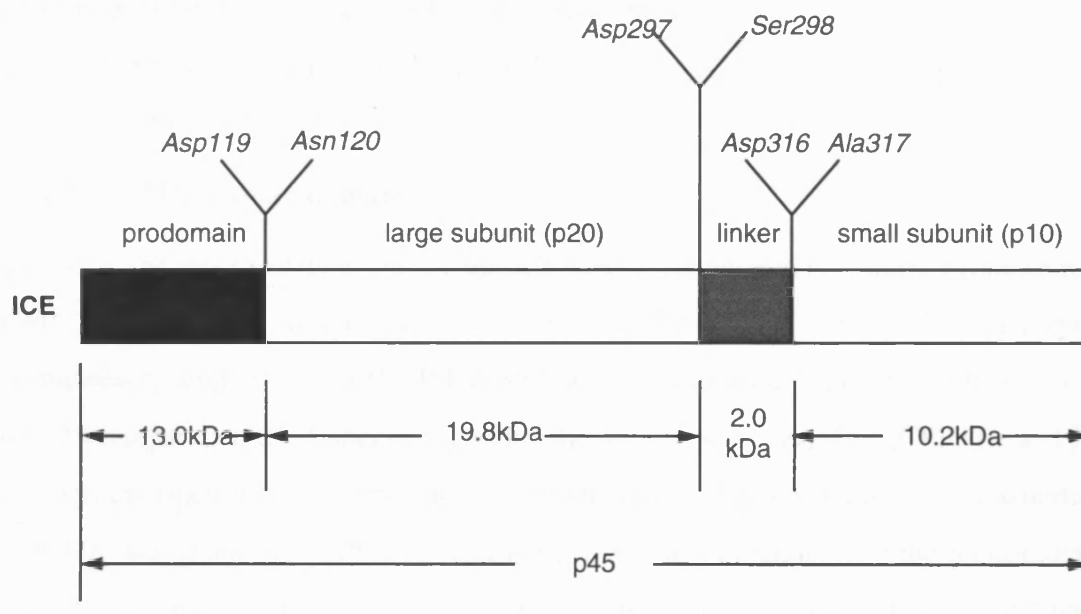 Asp297 Ser298
Asp119 Asn120 Asp316 Ala317
prodomain large subunit (p20) linker small subunit (p10)
ICE
13.0kDa 19.8kDa 2.0 kDa 10.2kDa
p45